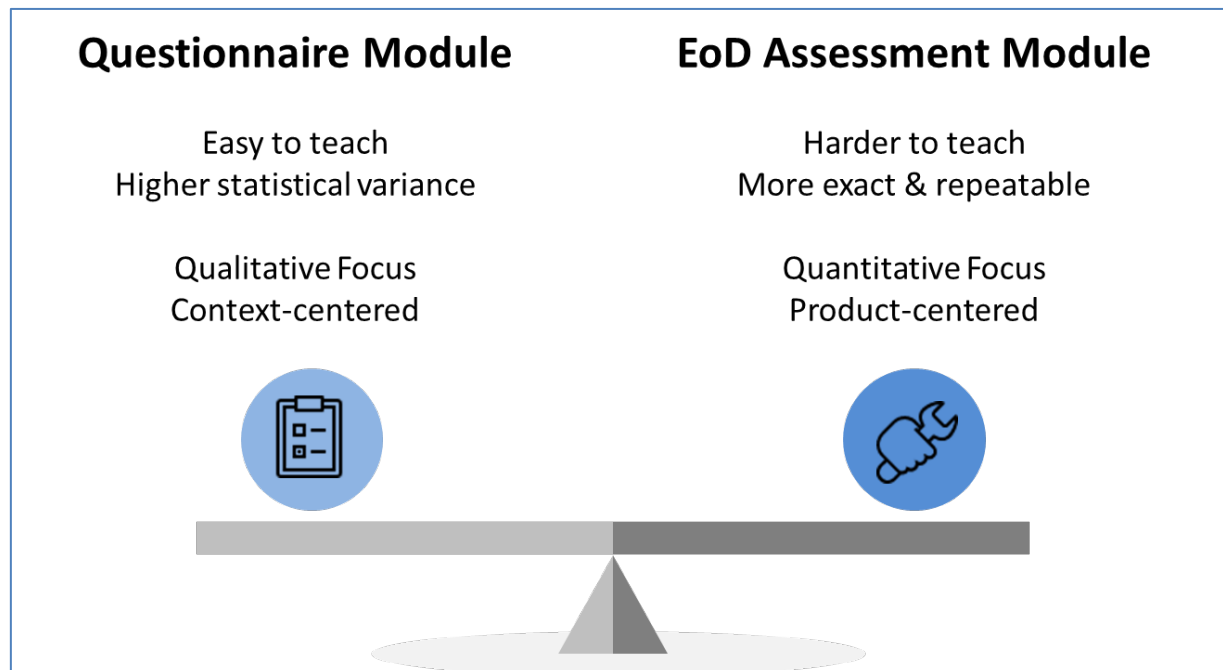 Questionnaire Module
Easy to teach
Higher statistical variance
Qualitative Focus
Context-centered
EoD Assessment Module
Harder to teach
More exact & repeatable
Quantitative Focus
Product-centered